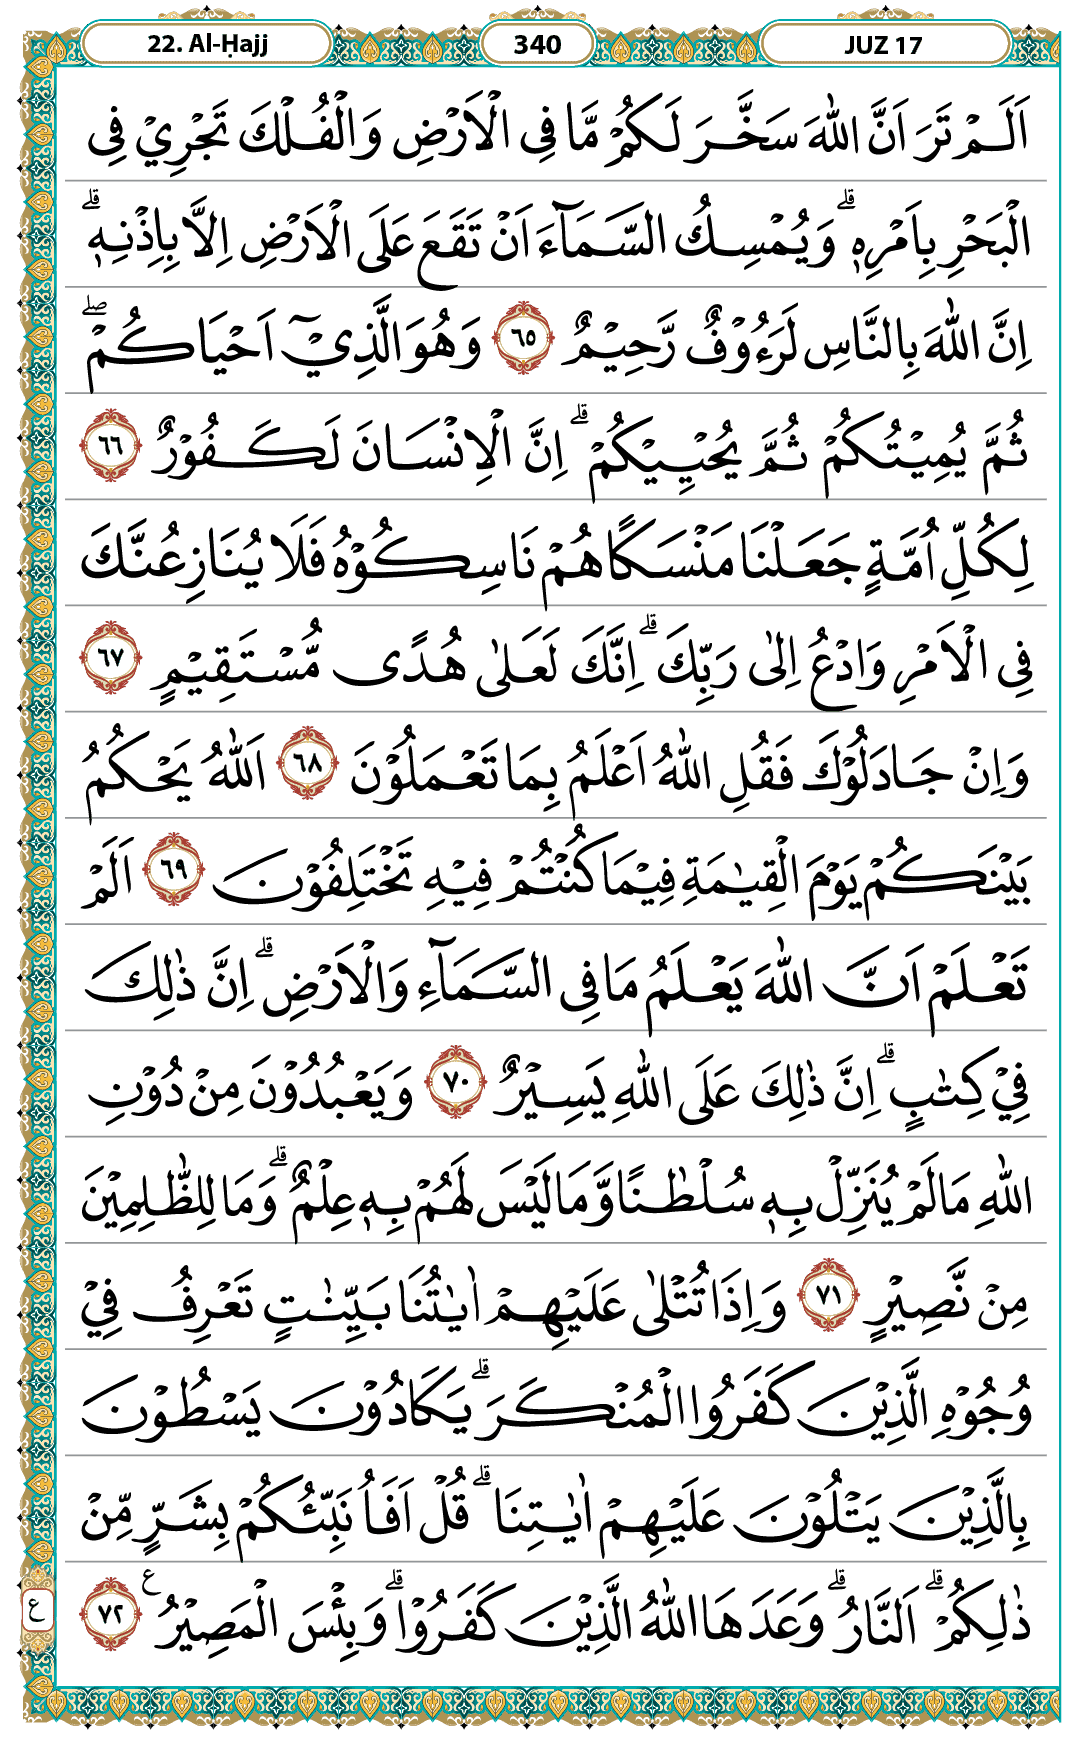 22. Al-Ḥajj
340
JUZ 17
اَلَمْ تَرَ اَنَّ اللّٰهَ سَخَّرَ لَكُمْ مَّا فِى الْاَرْضِ وَالْفُلْكَ تَجْرِيْ فِى
الْبَحْرِ بِاَمْرِهٖۗ وَيُمْسِكُ السَّمَاۤءَ اَنْ تَقَعَ عَلَى الْاَرْضِ اِلَّا بِاِذْنِهٖۗ
اِنَّ اللّٰهَ بِالنَّاسِ لَرَءُوْفٌ رَّحِيْمٌ ٦٥ وَهُوَ الَّذِيْٓ اَحْيَاكُمْۖ
ثُمَّ يُمِيْتُكُمْ ثُمَّ يُحْيِيْكُمْۗ اِنَّ الْاِنْسَانَ لَكَفُوْرٌ ٦٦
لِكُلِّ اُمَّةٍ جَعَلْنَا مَنْسَكًا هُمْ نَاسِكُوْهُ فَلَا يُنَازِعُنَّكَ
فِى الْاَمْرِ وَادْعُ اِلٰى رَبِّكَۗ اِنَّكَ لَعَلٰى هُدًى مُّسْتَقِيْمٍ ٦٧
وَاِنْ جَادَلُوْكَ فَقُلِ اللّٰهُ اَعْلَمُ بِمَا تَعْمَلُوْنَ ٦٨ اَللّٰهُ يَحْكُمُ
بَيْنَكُمْ يَوْمَ الْقِيٰمَةِ فِيْمَا كُنْتُمْ فِيْهِ تَخْتَلِفُوْنَ ٦٩ اَلَمْ
تَعْلَمْ اَنَّ اللّٰهَ يَعْلَمُ مَا فِى السَّمَاۤءِ وَالْاَرْضِۗ اِنَّ ذٰلِكَ
فِيْ كِتٰبٍۗ اِنَّ ذٰلِكَ عَلَى اللّٰهِ يَسِيْرٌ ٧٠ وَيَعْبُدُوْنَ مِنْ دُوْنِ
اللّٰهِ مَا لَمْ يُنَزِّلْ بِهٖ سُلْطٰنًا وَّمَا لَيْسَ لَهُمْ بِهٖ عِلْمٌۗ وَمَا لِلظّٰلِمِيْنَ
مِنْ نَّصِيْرٍ ٧١ وَاِذَا تُتْلٰى عَلَيْهِمْ اٰيٰتُنَا بَيِّنٰتٍ تَعْرِفُ فِيْ
وُجُوْهِ الَّذِيْنَ كَفَرُوا الْمُنْكَرَۗ يَكَادُوْنَ يَسْطُوْنَ
بِالَّذِيْنَ يَتْلُوْنَ عَلَيْهِمْ اٰيٰتِنَاۗ قُلْ اَفَاُنَبِّئُكُمْ بِشَرٍّ مِّنْ
ذٰلِكُمْۗ اَلنَّارُۗ وَعَدَهَا اللّٰهُ الَّذِيْنَ كَفَرُوْاۗ وَبِئْسَ الْمَصِيْرُ ࣖ ٧٢
ع